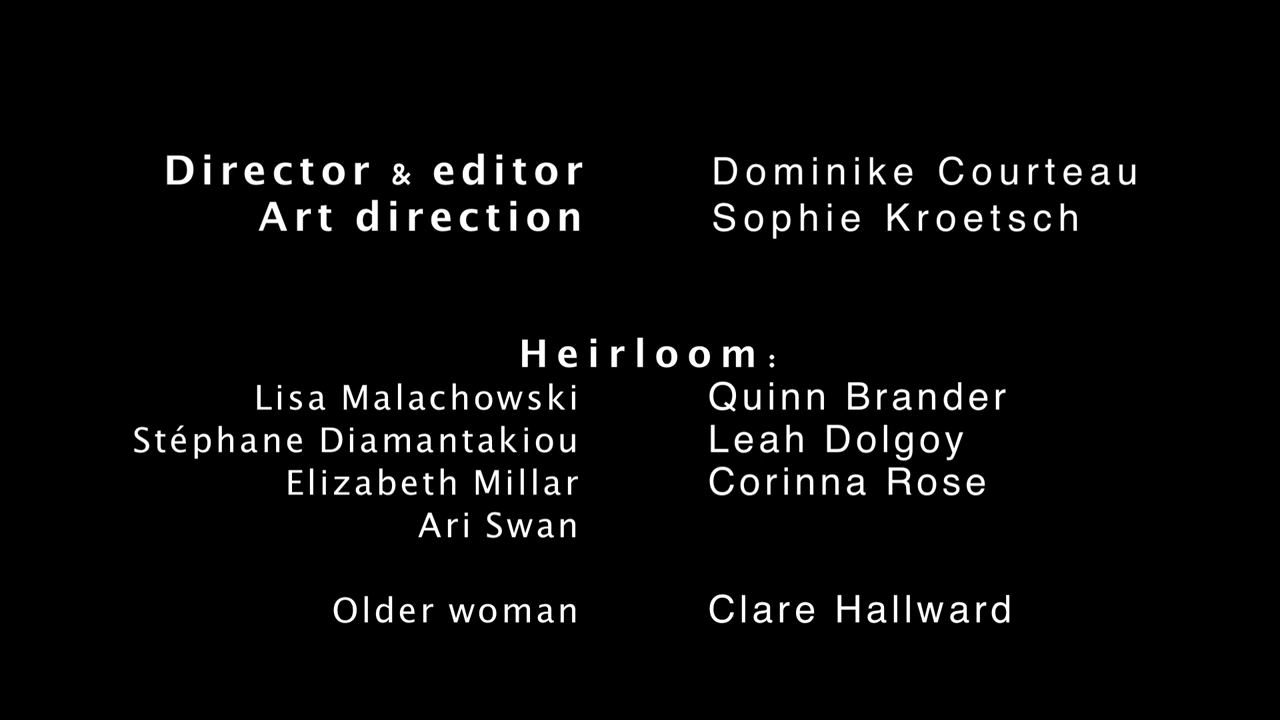 Director & editor Dominike Courteau
Art direction Sophie Kroetsch
Heirloom:
Lisa Malachowski Quinn Brander
Stéphane Diamantakiou Leah Dolgoy
Elizabeth Millar Corinna Rose
Ari Swan
Older woman Clare Hallward